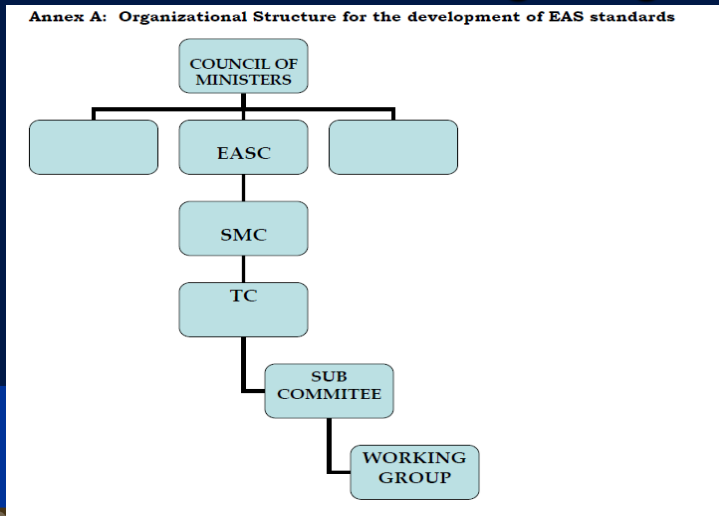 Annex A: Organizational Structure for the development of EAS standards
COUNCIL OF
MINISTERS
EASC
SMC
TC
SUB
COMMITEE
WORKING
GROUP